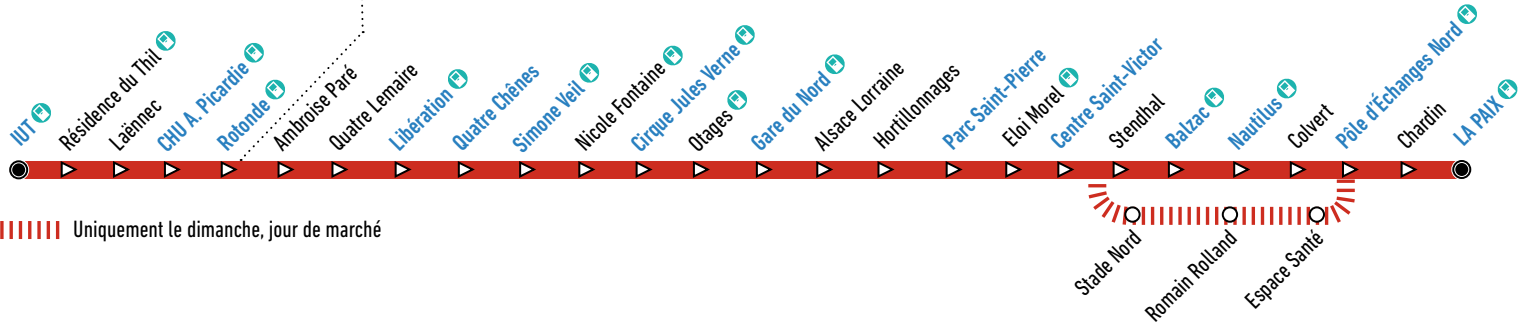 IUT
Résidence du Thil
Laënnec
CHU A. Picardie
Rotonde
Ambroise Paré
Quatre Lemaire
Libération
Quatre Chênes
Simone Veil
Nicole Fontaine
Cirque Jules Verne
Otages
Gare du Nord
Alsace Lorraine
Hortillonnages
Parc Saint-Pierre
Eloi Morel
Centre Saint-Victor
Stendhal
Balzac
Nautilus
Colvert
Pôle d'Échanges Nord
Chardin
LA PAIX
Uniquement le dimanche, jour de marché
Stade Nord
Romain Rolland
Espace Santé